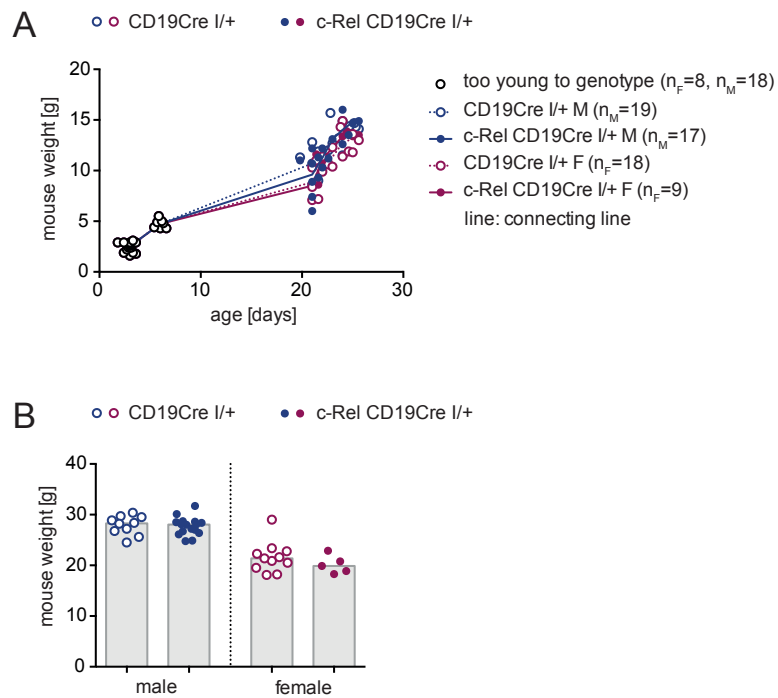 A
CD19Cre I/+ c-Rel CD19Cre I/+
20
15
10
5
0
mouse weight [g]
0 10 20 30
age [days]
too young to genotype (nF=8, nM=18)
CD19Cre I/+ M (nM=19)
c-Rel CD19Cre I/+ M (nM=17)
CD19Cre I/+ F (nF=18)
c-Rel CD19Cre I/+ F (nF=9)
line: connecting line
B
CD19Cre I/+ c-Rel CD19Cre I/+
40
30
20
10
0
mouse weight [g]
male female